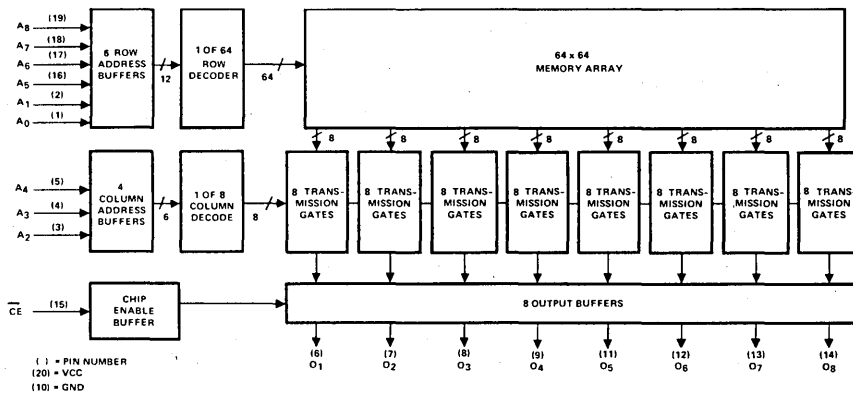 A8 (19)
A7 (18)
A6 (17)
A5 (16)
A1 (2)
A0 (1)
6 ROW
ADDRESS
BUFFERS
12
1 OF 64
ROW
DECODER
64
64 x 64
MEMORY ARRAY
8 8 8 8 8 8 8 8
A4 (5)
A3 (4)
A2 (3)
4
COLUMN
ADDRESS
BUFFERS
6
1 OF 8
COLUMN
DECODE
8
8 TRANS-
MISSION
GATES
8 TRANS-
MISSION
GATES
8 TRANS-
MISSION
GATES
8 TRANS-
MISSION
GATES
8 TRANS-
MISSION
GATES
8 TRANS-
MISSION
GATES
8 TRANS-
MISSION
GATES
8 TRANS-
MISSION
GATES
CE (15)
CHIP
ENABLE
BUFFER
8 OUTPUT BUFFERS
(6) (7) (8) (9) (11) (12) (13) (14)
O1 O2 O3 O4 O5 O6 O7 O8
( ) = PIN NUMBER
(20) = VCC
(10) = GND